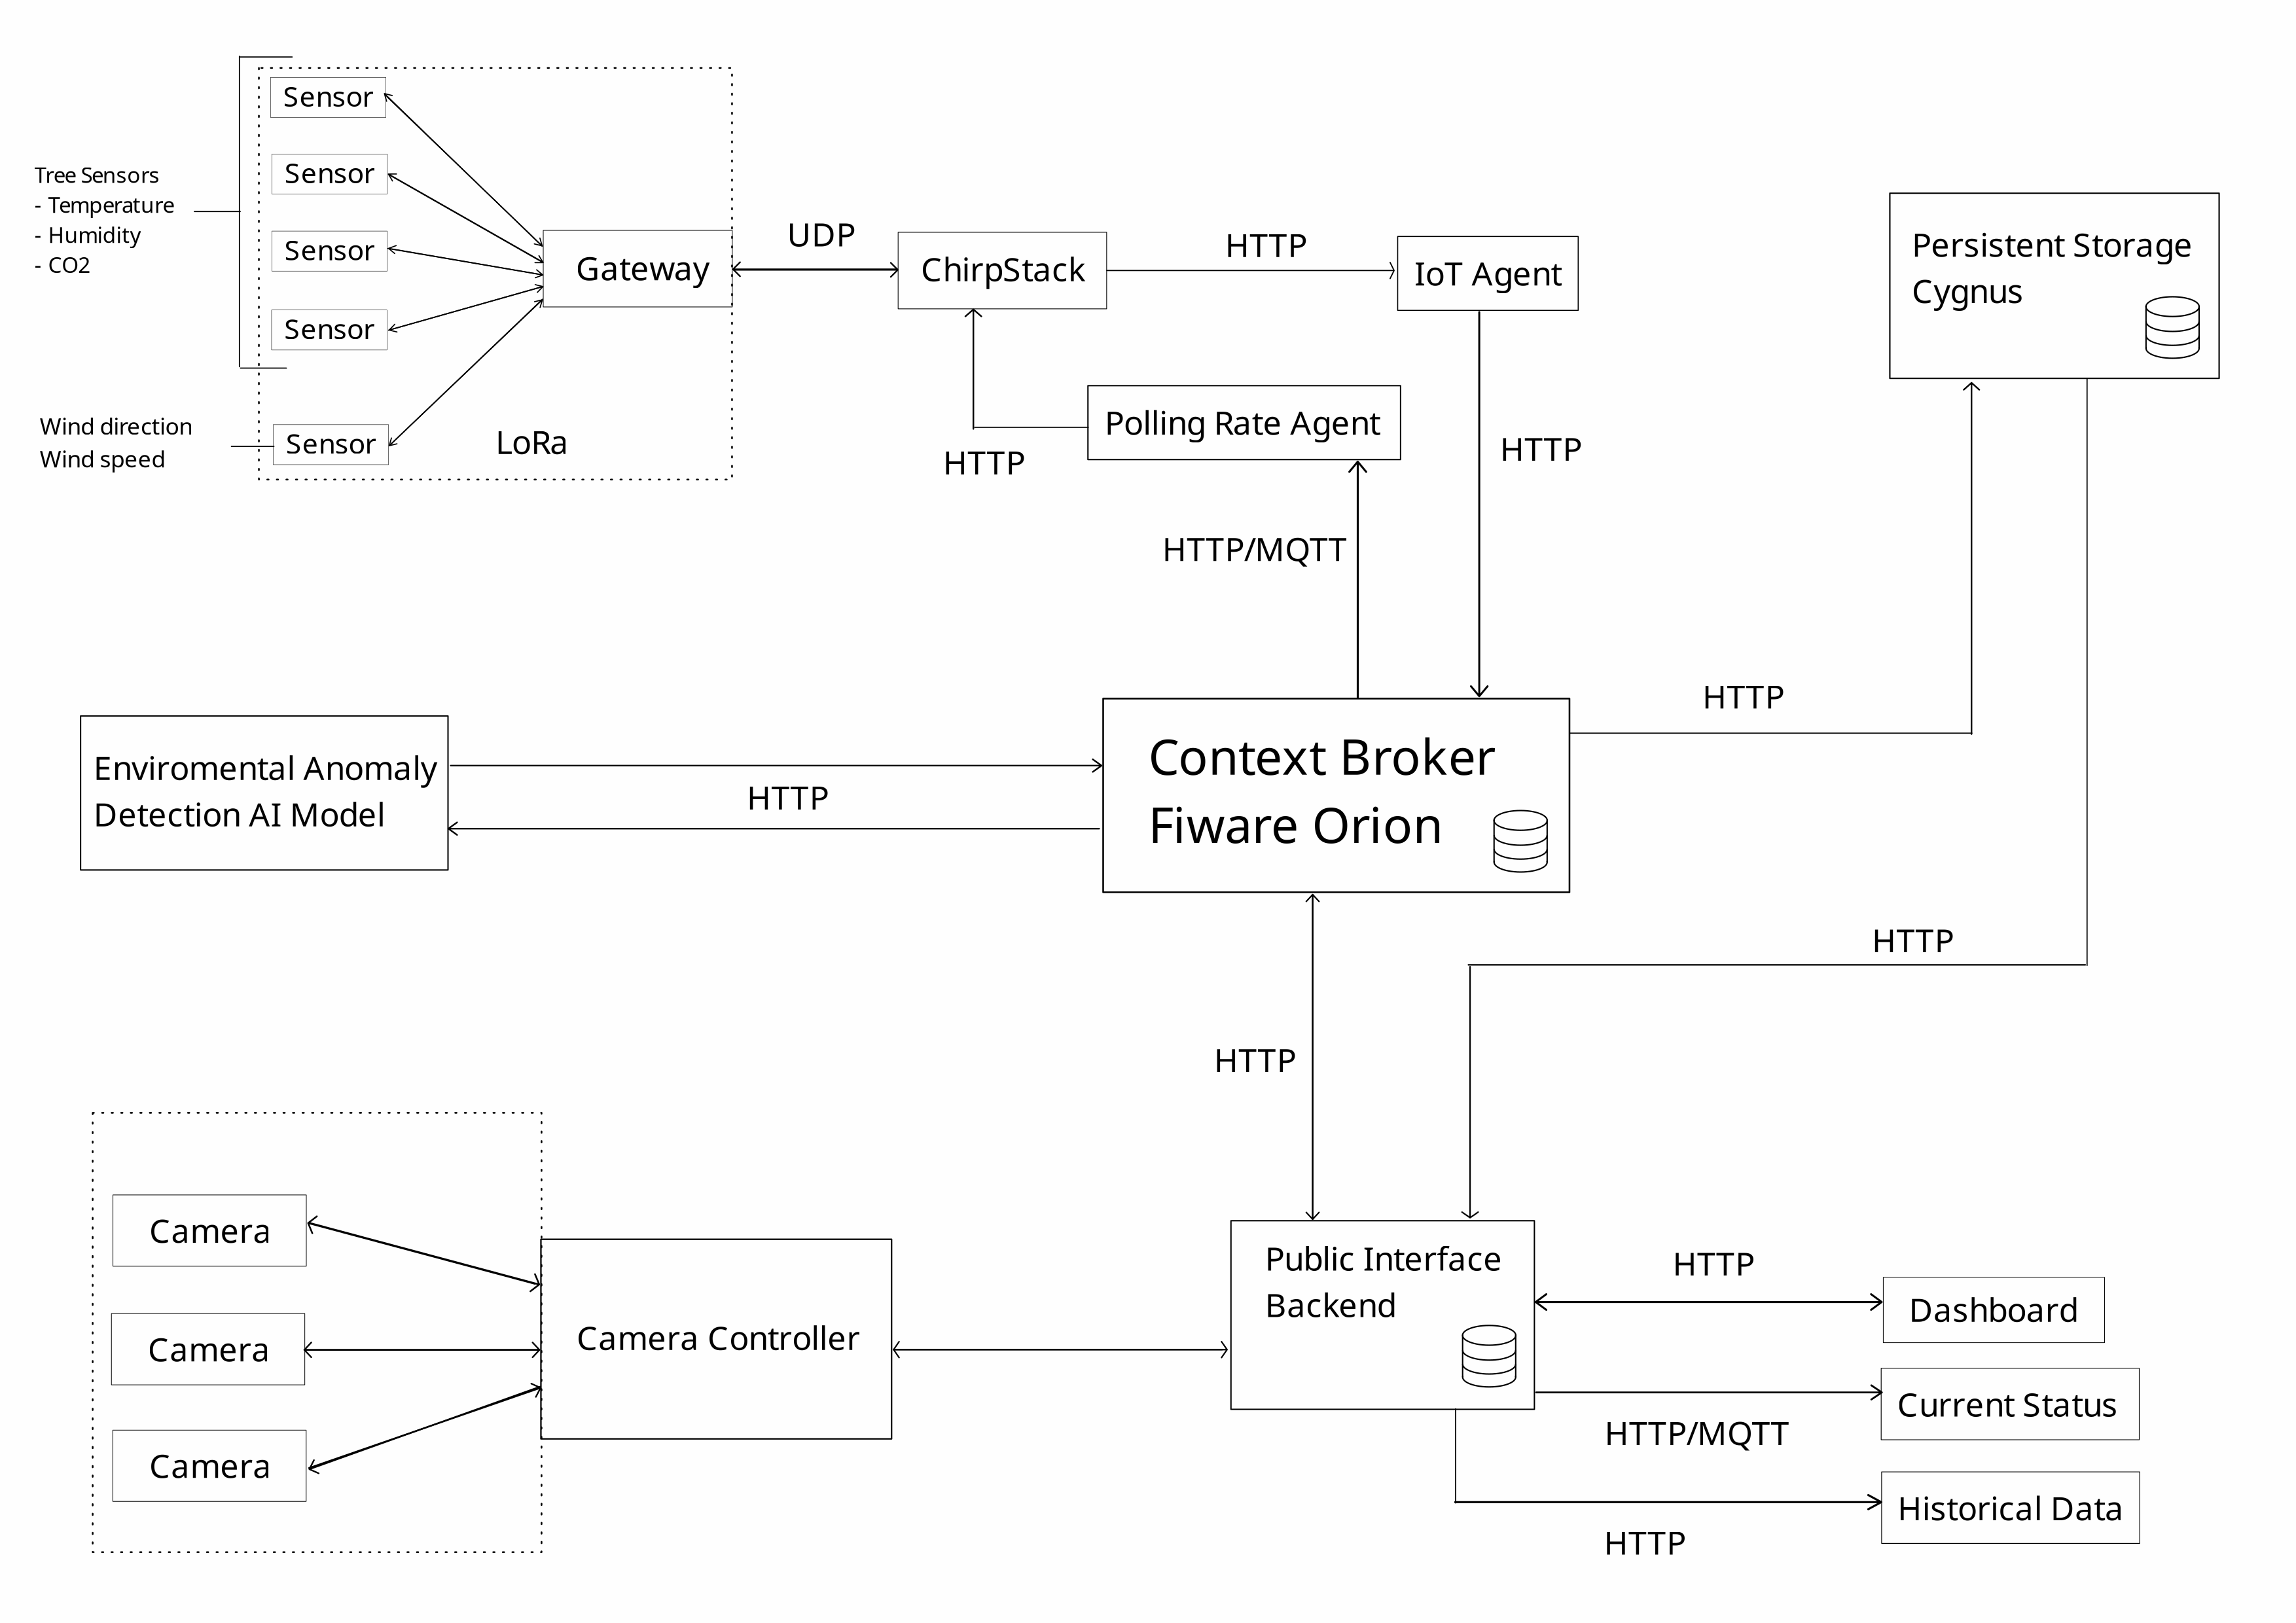 Tree Sensors
- Temperature
- Humidity
- CO2
Wind direction
Wind speed
Sensor
Sensor
Sensor
Sensor
Sensor
LoRa
Gateway
UDP
ChirpStack
HTTP
IoT Agent
Polling Rate Agent
HTTP
HTTP
HTTP/MQTT
Persistent Storage
Cygnus
HTTP
Enviromental Anomaly
Detection AI Model
HTTP
Context Broker
Fiware Orion
HTTP
HTTP
Camera
Camera
Camera
Camera Controller
Public Interface
Backend
HTTP
Dashboard
HTTP/MQTT
Current Status
HTTP
Historical Data